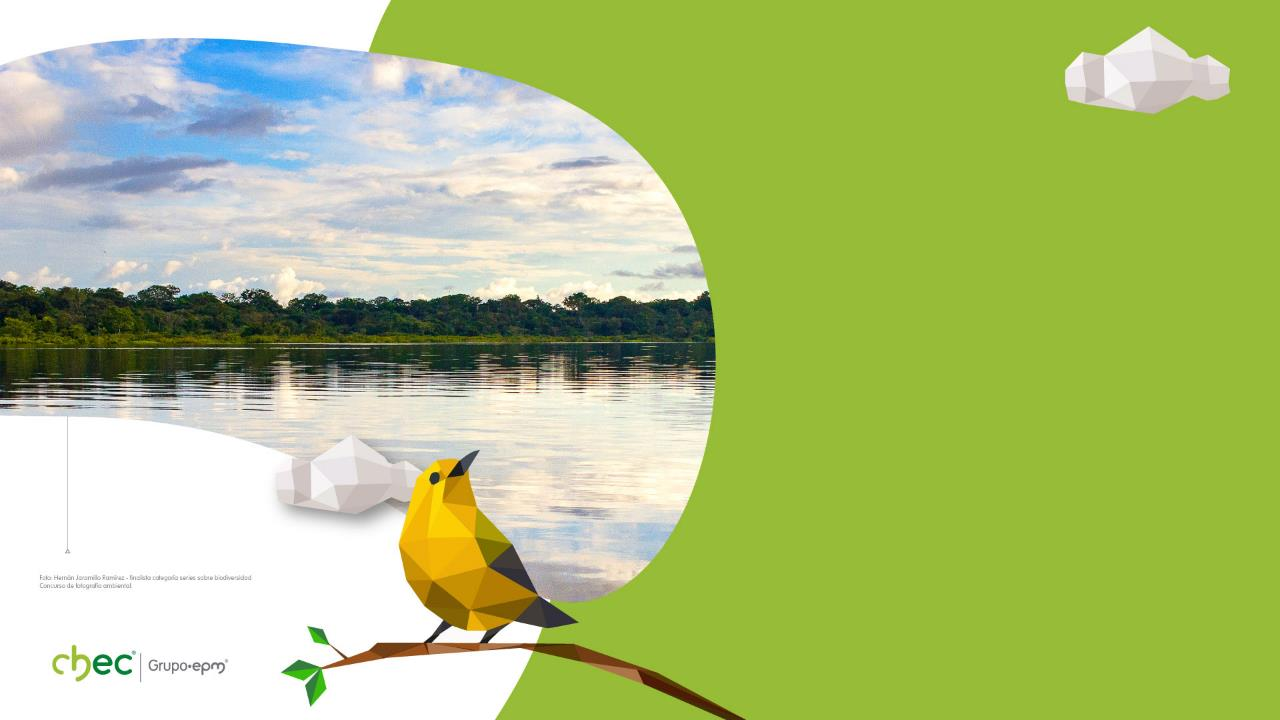 Foto: Hernán Jaramillo Ramírez - finalista categoría series sobre biodiversidad
Concurso de fotografía ambiental.
chec® Grupo·epm®